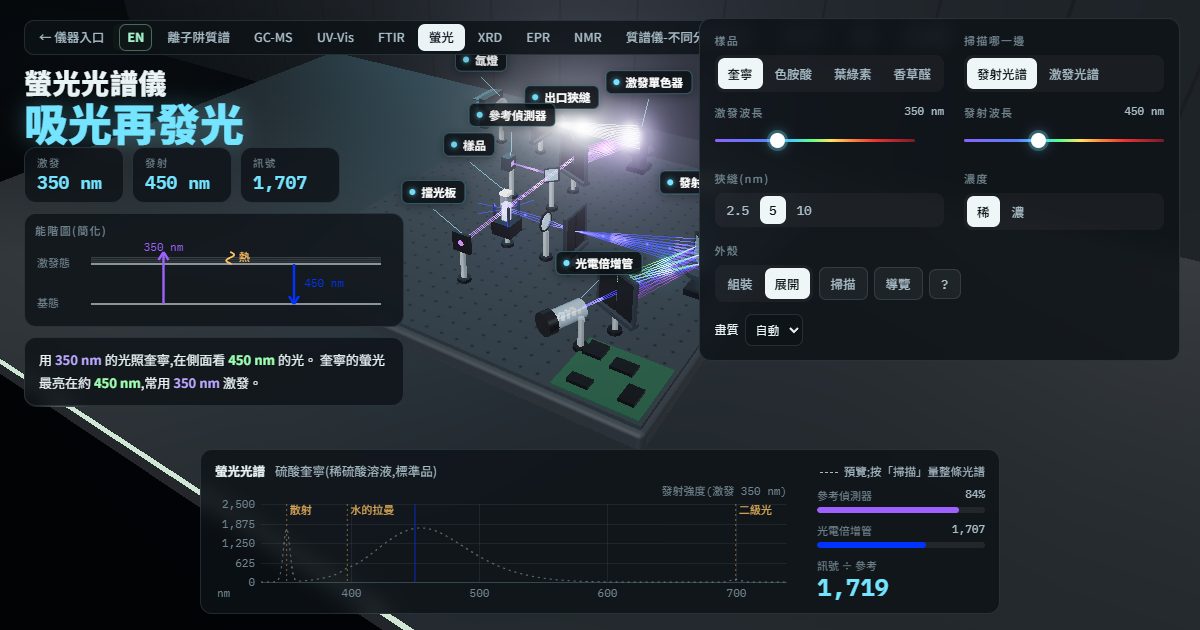 ← 儀器入口 EN 離子阱質譜 GC-MS UV-Vis FTIR 螢光 XRD EPR NMR 質譜儀-不同分
螢光光譜儀
吸光再發光
激發 發射 訊號
350 nm 450 nm 1,707
能階圖(簡化)
350 nm
激發態 熱
450 nm
基態
用 350 nm 的光照奎寧,在側面看 450 nm 的光。 奎寧的螢光
最亮在約 450 nm,常用 350 nm 激發。
氙燈
激發單色器
出口狹縫
參考偵測器
樣品
擋光板
發射
光電倍增管
樣品 掃描哪一邊
奎寧 色胺酸 葉綠素 香草醛 發射光譜 激發光譜
激發波長 350 nm 發射波長 450 nm
狹縫(nm) 濃度
2.5 5 10 稀 濃
外殼
組裝 展開 掃描 導覽 ?
畫質 自動
螢光光譜 硫酸奎寧(稀硫酸溶液,標準品)
預覽;按「掃描」量整條光譜
發射強度(激發 350 nm)
2,500
1,875
1,250
625
0
散射 水的拉曼 二級光
nm 400 500 600 700
參考偵測器 84%
光電倍增管 1,707
訊號 ÷ 參考
1,719